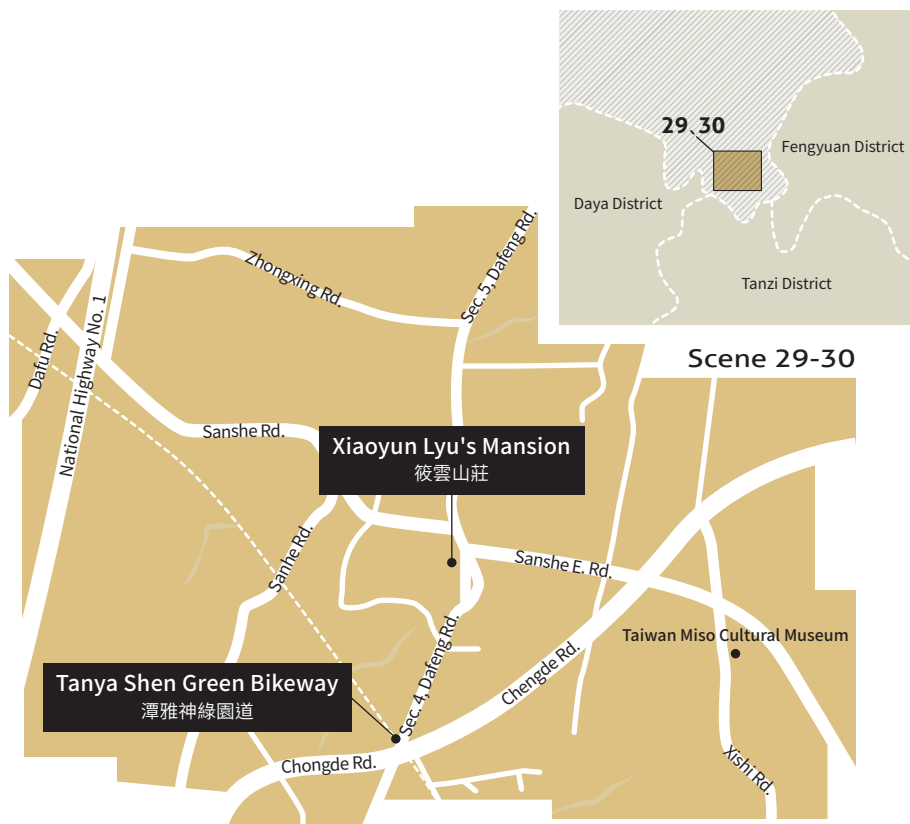 29、30
Fengyuan District
Daya District
Tanzi District
Scene 29-30
Zhongxing Rd.
Sec. 5, Dafeng Rd.
Dafu Rd.
National Highway No. 1
Sanshe Rd.
Xiaoyun Lyu's Mansion
筱雲山莊
Sanhe Rd.
Sanshe E. Rd.
Taiwan Miso Cultural Museum
Sec. 4, Dafeng Rd.
Chengde Rd.
Tanya Shen Green Bikeway
潭雅神綠園道
Chongde Rd.
Xishi Rd.